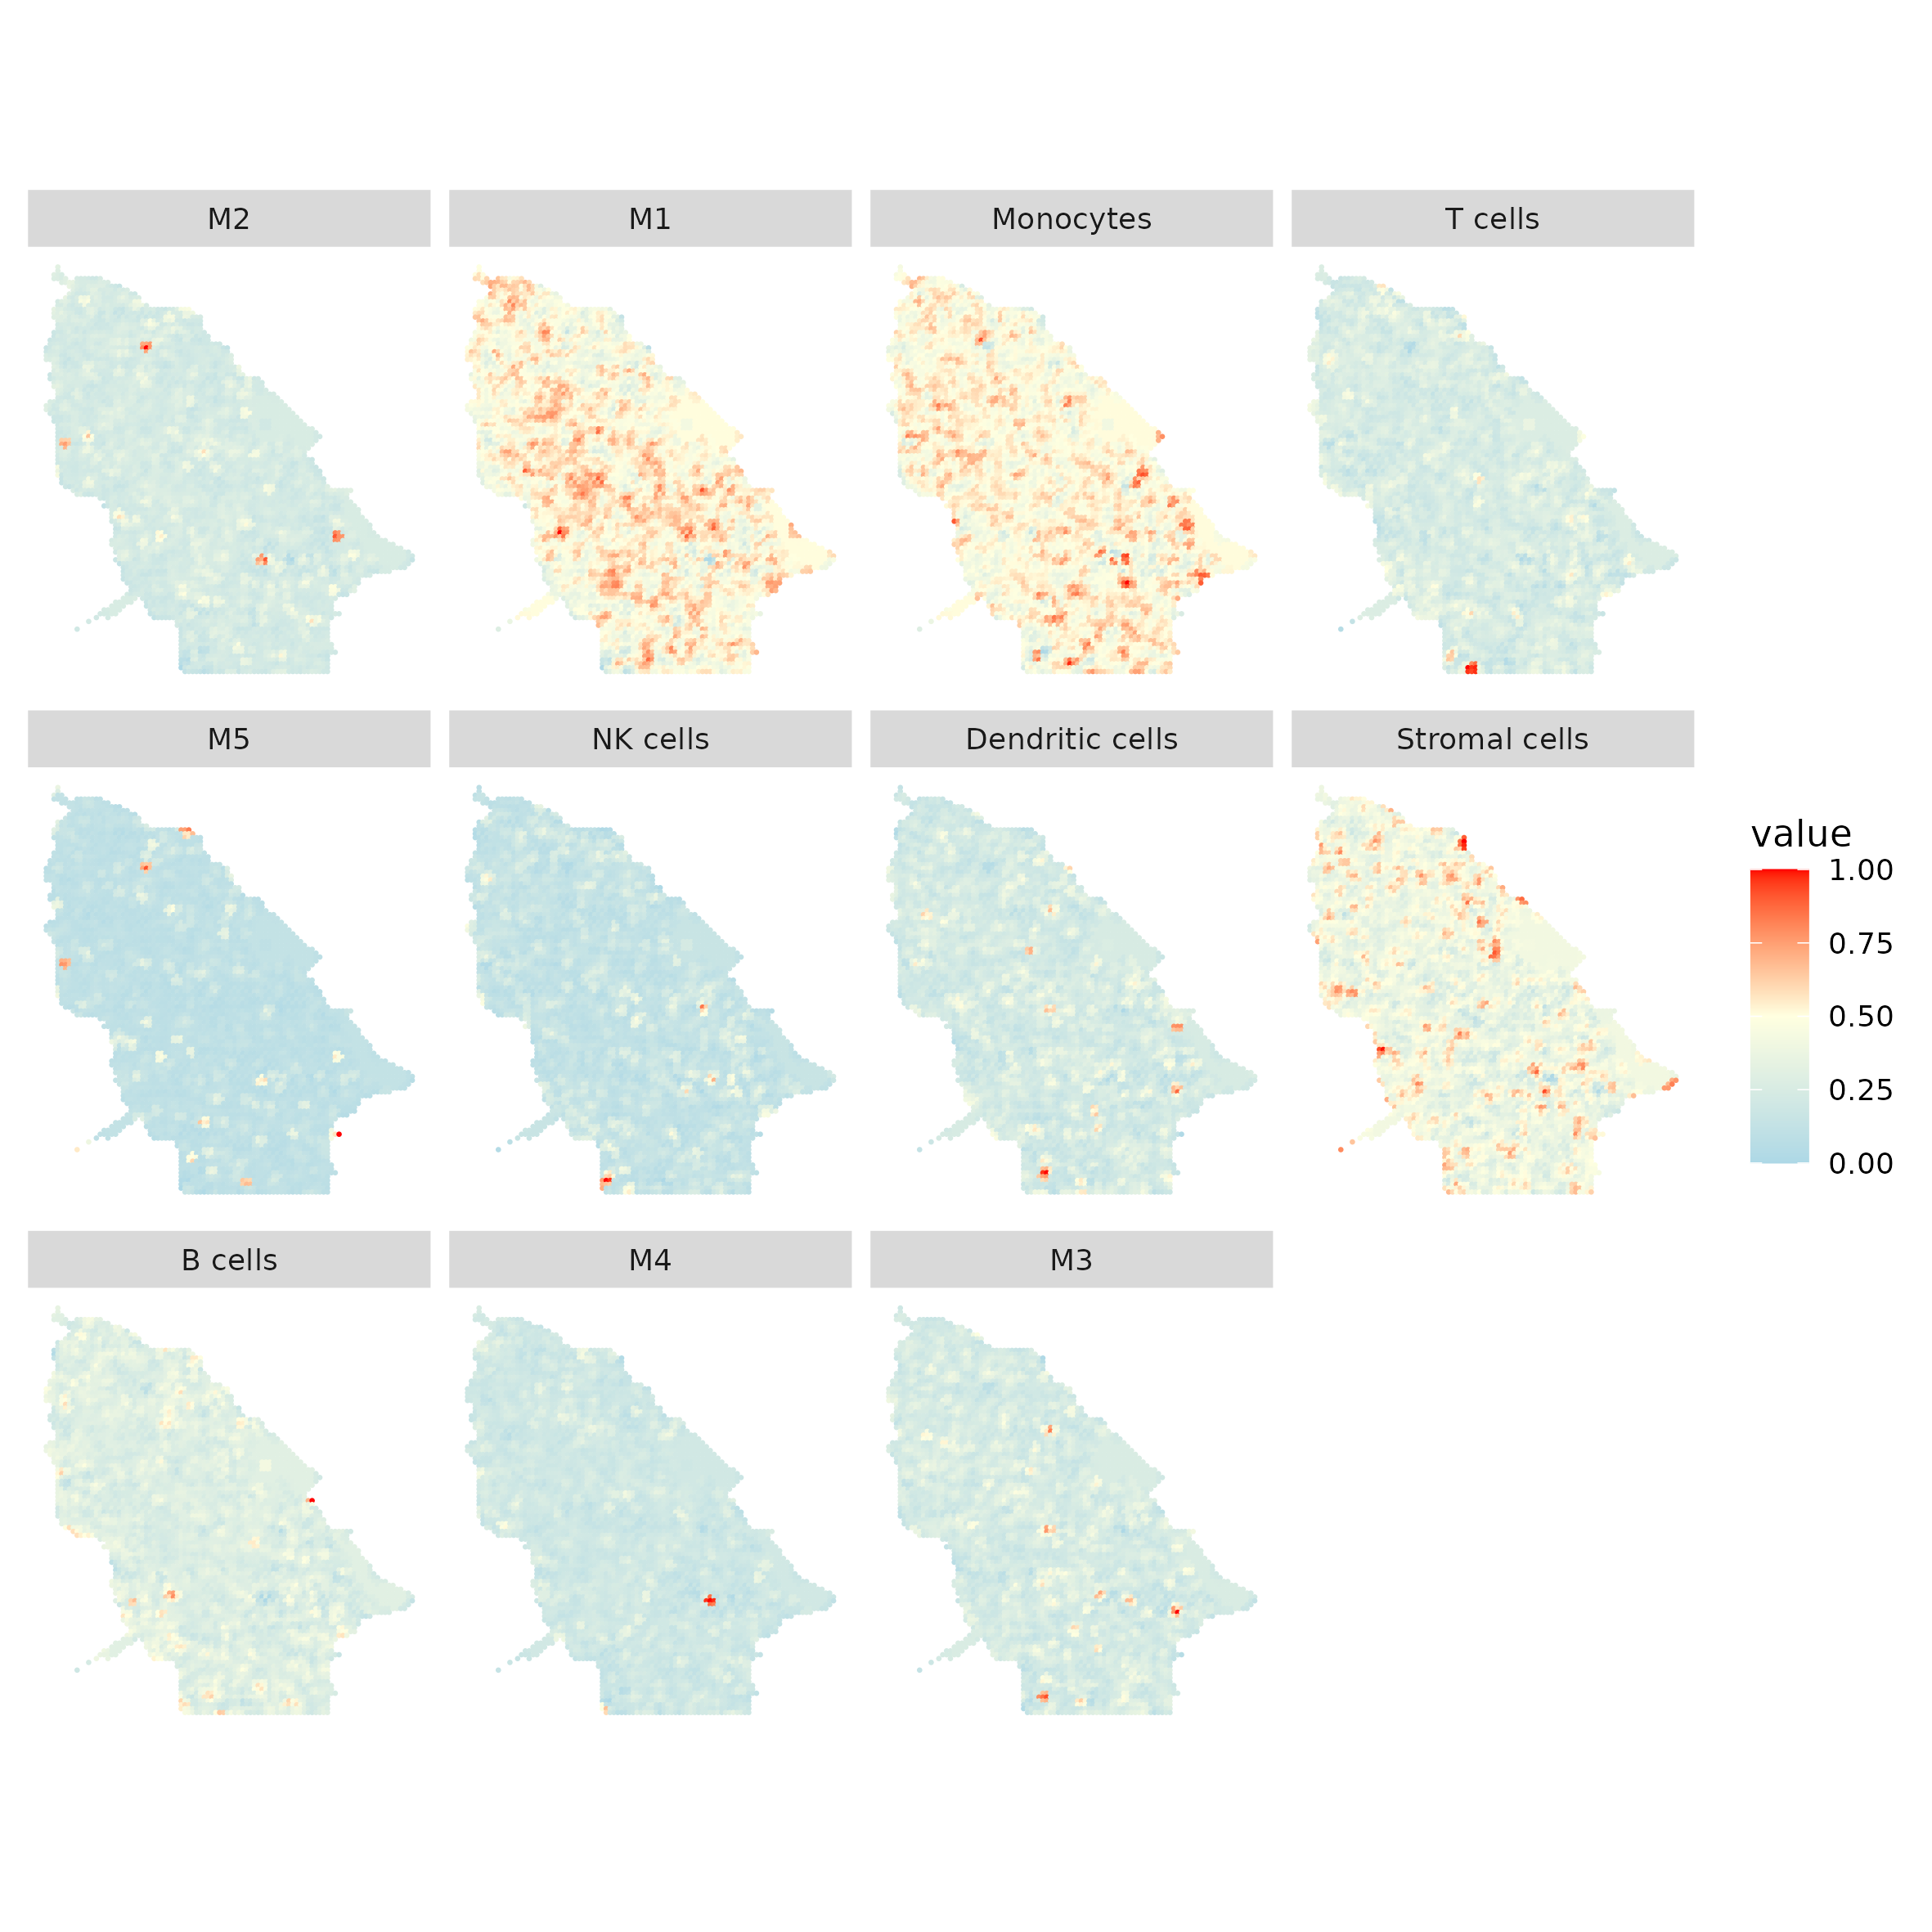 M2
M1
Monocytes
T cells
M5
NK cells
Dendritic cells
Stromal cells
value
1.00
0.75
0.50
0.25
0.00
B cells
M4
M3